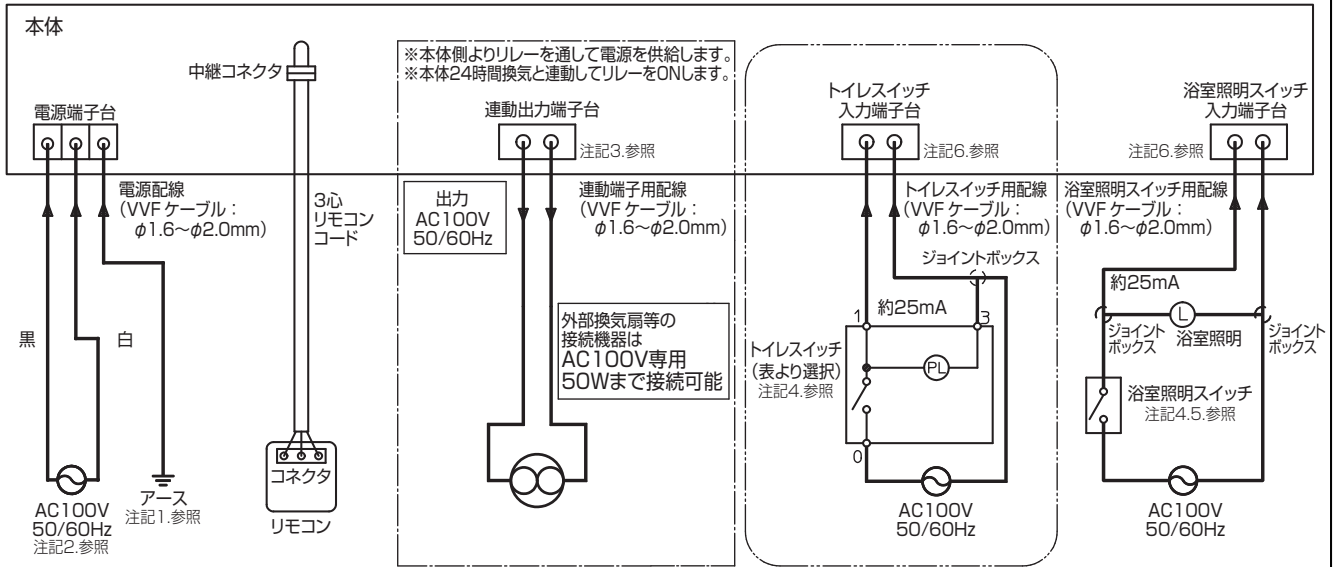 本体
中継コネクタ
電源端子台
電源配線
（VVFケーブル：
φ1.6～φ2.0mm）
3心
リモコン
コード
黒
白
AC100V
50/60Hz
注記2.参照
アース
注記1.参照
コネクタ
リモコン
※本体側よりリレーを通して電源を供給します。
※本体24時間換気と連動してリレーをONします。
連動出力端子台
注記3.参照
出力
AC100V
50/60Hz
連動端子用配線
（VVFケーブル：
φ1.6～φ2.0mm）
外部換気扇等の
接続機器は
AC100V専用
50Wまで接続可能
トイレスイッチ
入力端子台
注記6.参照
トイレスイッチ用配線
（VVFケーブル：
φ1.6～φ2.0mm）
ジョイントボックス
約25mA
1
3
PL
0
トイレスイッチ
（表より選択）
注記4.参照
AC100V
50/60Hz
浴室照明スイッチ
入力端子台
注記6.参照
浴室照明スイッチ用配線
（VVFケーブル：
φ1.6～φ2.0mm）
約25mA
L
ジョイント
ボックス
浴室照明
ジョイント
ボックス
浴室照明スイッチ
注記4.5.参照
AC100V
50/60Hz